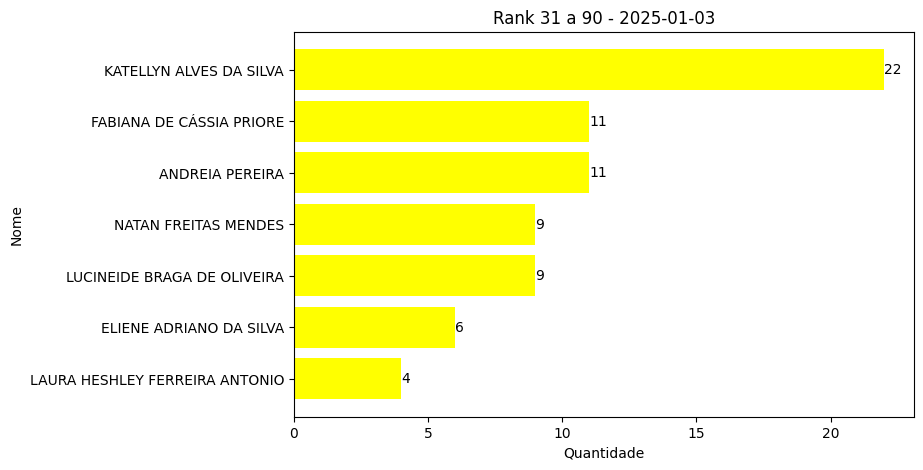 Rank 31 a 90 - 2025-01-03
KATELLYN ALVES DA SILVA
22
FABIANA DE CÁSSIA PRIORE
11
ANDREIA PEREIRA
11
NATAN FREITAS MENDES
9
LUCINEIDE BRAGA DE OLIVEIRA
9
ELIENE ADRIANO DA SILVA
6
LAURA HESHLEY FERREIRA ANTONIO
4
Nome
0 5 10 15 20
Quantidade